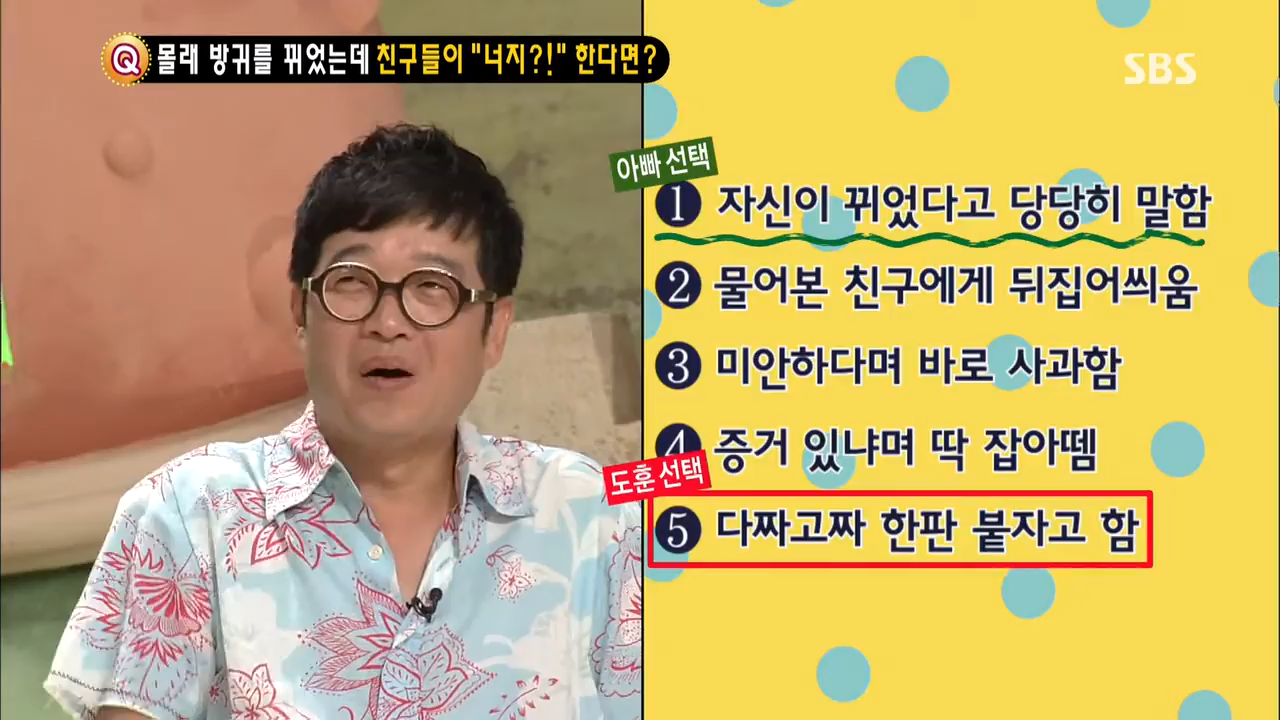 Q 몰래 방귀를 뀌었는데 친구들이 "너지?!" 한다면?
SBS
아빠 선택
1 자신이 뀌었다고 당당히 말함
2 물어본 친구에게 뒤집어씌움
3 미안하다며 바로 사과함
4 증거 있냐며 딱 잡아뗌
도훈 선택
5 다짜고짜 한판 붙자고 함